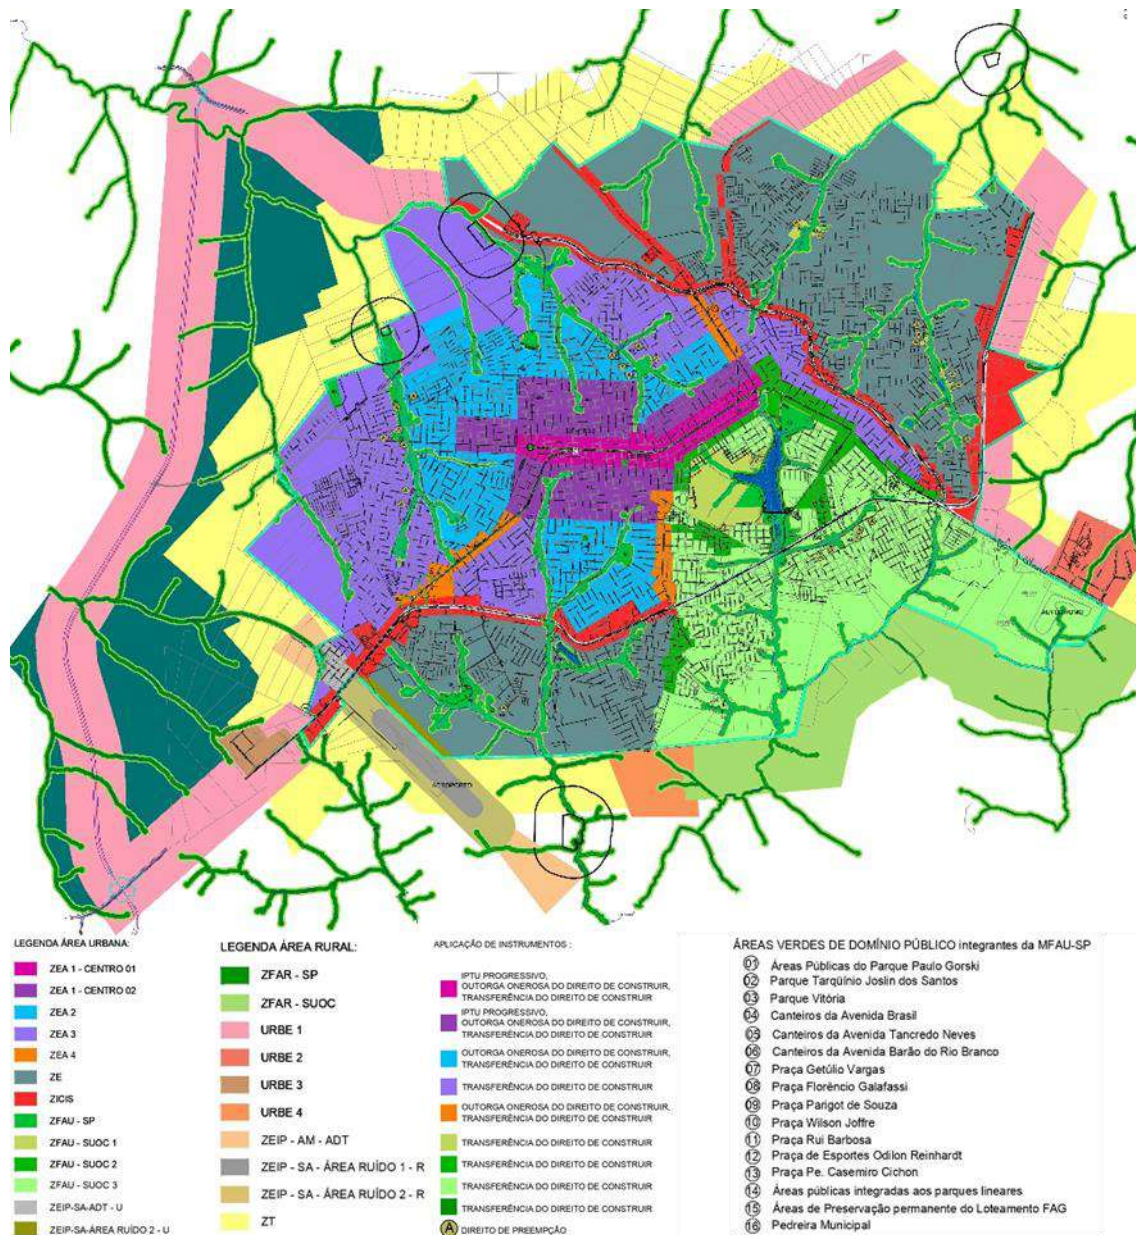 AUTÓDROMO
AEROPORTO
LEGENDA ÁREA URBANA:
ZEA 1 - CENTRO 01
ZEA 1 - CENTRO 02
ZEA 2
ZEA 3
ZEA 4
ZE
ZICIS
ZFAU - SP
ZFAU - SUOC 1
ZFAU - SUOC 2
ZFAU - SUOC 3
ZEIP-SA-ADT - U
ZEIP-SA-ÁREA RUÍDO 2 - U
LEGENDA ÁREA RURAL:
ZFAR - SP
ZFAR - SUOC
URBE 1
URBE 2
URBE 3
URBE 4
ZEIP - AM - ADT
ZEIP - SA - ÁREA RUÍDO 1 - R
ZEIP - SA - ÁREA RUÍDO 2 - R
ZT
APLICAÇÃO DE INSTRUMENTOS :
IPTU PROGRESSIVO,
OUTORGA ONEROSA DO DIREITO DE CONSTRUIR,
TRANSFERÊNCIA DO DIREITO DE CONSTRUIR
IPTU PROGRESSIVO,
OUTORGA ONEROSA DO DIREITO DE CONSTRUIR,
TRANSFERÊNCIA DO DIREITO DE CONSTRUIR
OUTORGA ONEROSA DO DIREITO DE CONSTRUIR,
TRANSFERÊNCIA DO DIREITO DE CONSTRUIR
TRANSFERÊNCIA DO DIREITO DE CONSTRUIR
OUTORGA ONEROSA DO DIREITO DE CONSTRUIR,
TRANSFERÊNCIA DO DIREITO DE CONSTRUIR
TRANSFERÊNCIA DO DIREITO DE CONSTRUIR
TRANSFERÊNCIA DO DIREITO DE CONSTRUIR
TRANSFERÊNCIA DO DIREITO DE CONSTRUIR
TRANSFERÊNCIA DO DIREITO DE CONSTRUIR
A DIREITO DE PREEMPÇÃO
ÁREAS VERDES DE DOMÍNIO PÚBLICO integrantes da MFAU-SP
01 Áreas Públicas do Parque Paulo Gorski
02 Parque Tarqüínio Joslin dos Santos
03 Parque Vitória
04 Canteiros da Avenida Brasil
05 Canteiros da Avenida Tancredo Neves
06 Canteiros da Avenida Barão do Rio Branco
07 Praça Getúlio Vargas
08 Praça Florêncio Galafassi
09 Praça Parigot de Souza
10 Praça Wilson Joffre
11 Praça Rui Barbosa
12 Praça de Esportes Odilon Reinhardt
13 Praça Pe. Casemiro Cichon
14 Áreas públicas integradas aos parques lineares
15 Áreas de Preservação permanente do Loteamento FAG
16 Pedreira Municipal